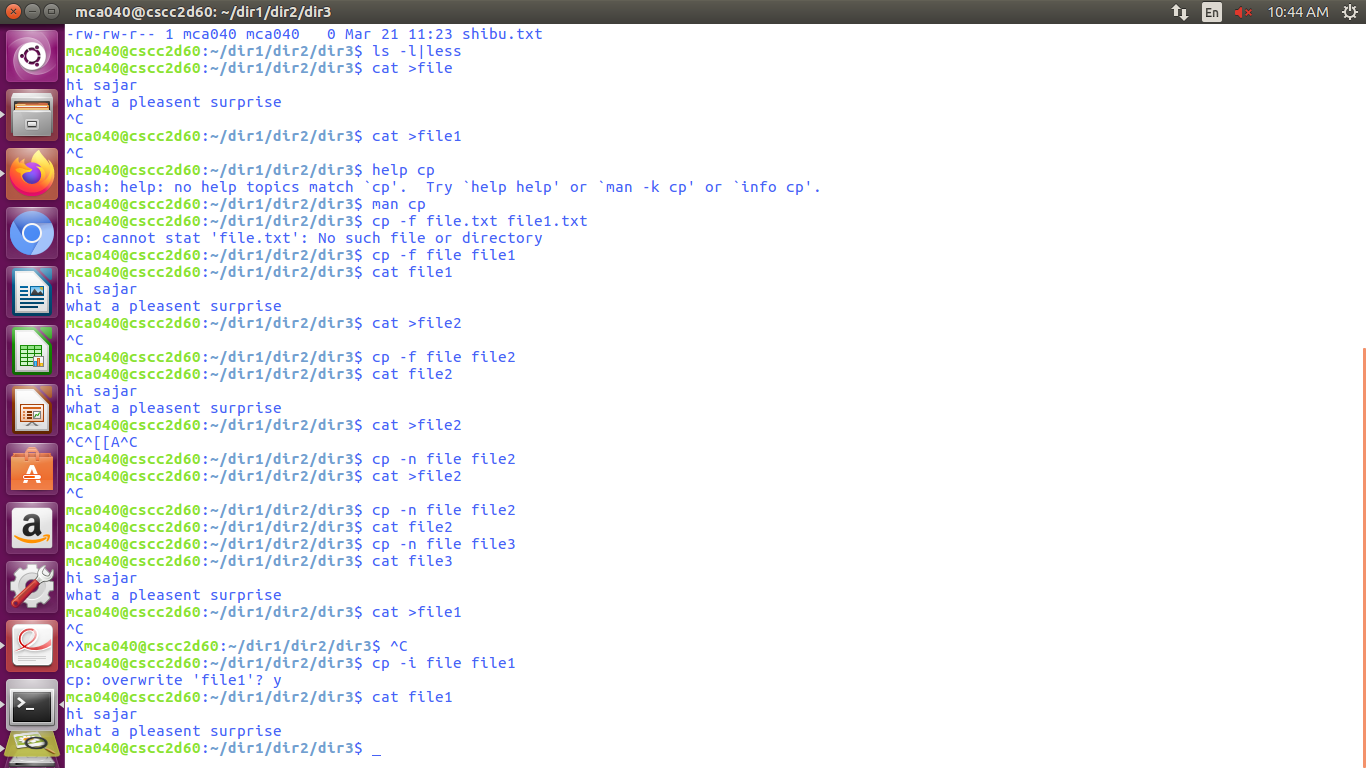 mca040@cscc2d60: ~/dir1/dir2/dir3
En
10:44 AM
-rw-rw-r-- 1 mca040 mca040   0 Mar 21 11:23 shibu.txt
mca040@cscc2d60:~/dir1/dir2/dir3$ ls -l|less
mca040@cscc2d60:~/dir1/dir2/dir3$ cat >file
hi sajar
what a pleasent surprise
^C
mca040@cscc2d60:~/dir1/dir2/dir3$ cat >file1
^C
mca040@cscc2d60:~/dir1/dir2/dir3$ help cp
bash: help: no help topics match `cp'.  Try `help help' or `man -k cp' or `info cp'.
mca040@cscc2d60:~/dir1/dir2/dir3$ man cp
mca040@cscc2d60:~/dir1/dir2/dir3$ cp -f file.txt file1.txt
cp: cannot stat 'file.txt': No such file or directory
mca040@cscc2d60:~/dir1/dir2/dir3$ cp -f file file1
mca040@cscc2d60:~/dir1/dir2/dir3$ cat file1
hi sajar
what a pleasent surprise
mca040@cscc2d60:~/dir1/dir2/dir3$ cat >file2
^C
mca040@cscc2d60:~/dir1/dir2/dir3$ cp -f file file2
mca040@cscc2d60:~/dir1/dir2/dir3$ cat file2
hi sajar
what a pleasent surprise
mca040@cscc2d60:~/dir1/dir2/dir3$ cat >file2
^C^[[A^C
mca040@cscc2d60:~/dir1/dir2/dir3$ cp -n file file2
mca040@cscc2d60:~/dir1/dir2/dir3$ cat >file2
^C
mca040@cscc2d60:~/dir1/dir2/dir3$ cp -n file file2
mca040@cscc2d60:~/dir1/dir2/dir3$ cat file2
mca040@cscc2d60:~/dir1/dir2/dir3$ cp -n file file3
mca040@cscc2d60:~/dir1/dir2/dir3$ cat file3
hi sajar
what a pleasent surprise
mca040@cscc2d60:~/dir1/dir2/dir3$ cat >file1
^C
^Xmca040@cscc2d60:~/dir1/dir2/dir3$ ^C
mca040@cscc2d60:~/dir1/dir2/dir3$ cp -i file file1
cp: overwrite 'file1'? y
mca040@cscc2d60:~/dir1/dir2/dir3$ cat file1
hi sajar
what a pleasent surprise
mca040@cscc2d60:~/dir1/dir2/dir3$ _